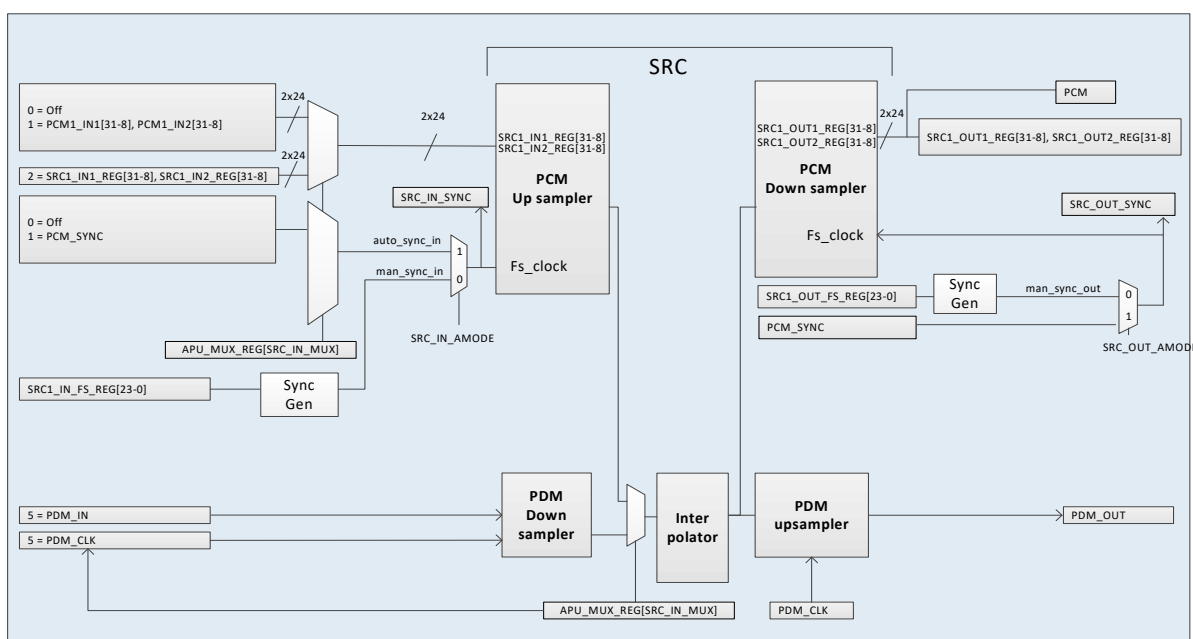 SRC
0 = Off
1 = PCM1_IN1[31-8], PCM1_IN2[31-8]
2x24
2x24
2 = SRC1_IN1_REG[31-8], SRC1_IN2_REG[31-8]
2x24
0 = Off
1 = PCM_SYNC
SRC1_IN1_REG[31-8]
SRC1_IN2_REG[31-8]
PCM
Up sampler
Fs_clock
SRC_IN_SYNC
auto_sync_in
man_sync_in
1
0
SRC_IN_AMODE
APU_MUX_REG[SRC_IN_MUX]
SRC1_IN_FS_REG[23-0]
Sync
Gen
SRC1_OUT1_REG[31-8]
SRC1_OUT2_REG[31-8]
PCM
Down sampler
Fs_clock
2x24
PCM
SRC1_OUT1_REG[31-8], SRC1_OUT2_REG[31-8]
SRC_OUT_SYNC
SRC1_OUT_FS_REG[23-0]
Sync
Gen
man_sync_out
0
1
PCM_SYNC
SRC_OUT_AMODE
5 = PDM_IN
5 = PDM_CLK
PDM
Down
sampler
Inter
polator
PDM
upsampler
PDM_OUT
APU_MUX_REG[SRC_IN_MUX]
PDM_CLK